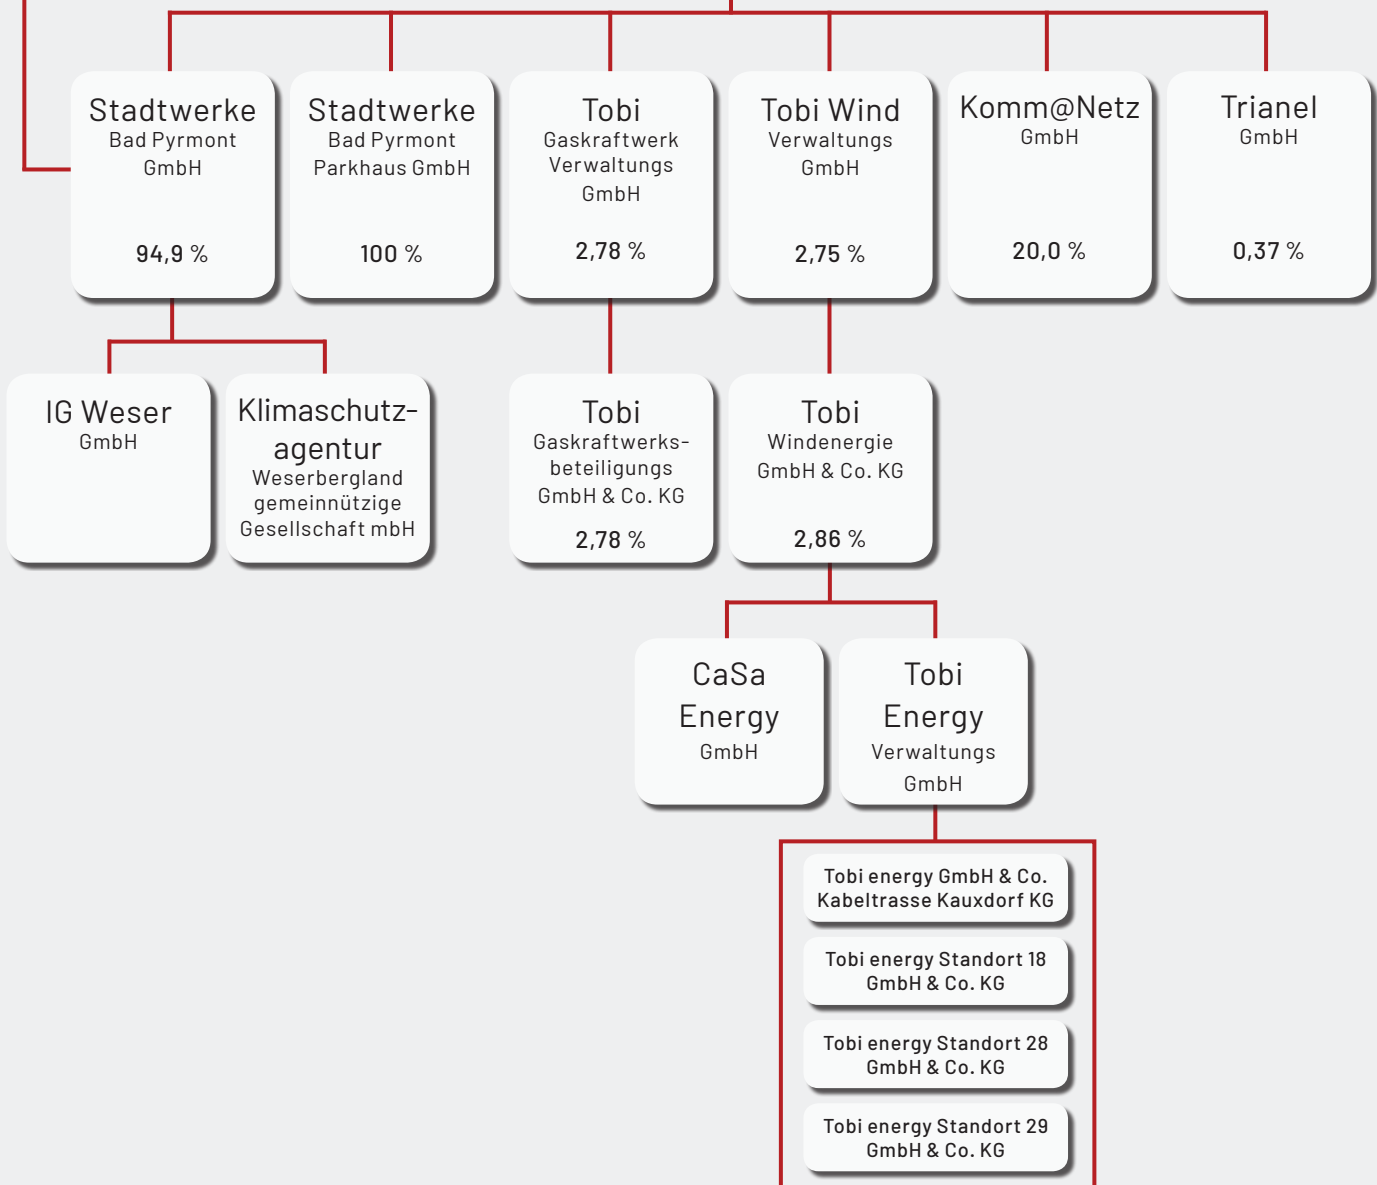 Stadtwerke
Bad Pyrmont
GmbH
94,9 %
Stadtwerke
Bad Pyrmont
Parkhaus GmbH
100 %
Tobi
Gaskraftwerk
Verwaltungs
GmbH
2,78 %
Tobi Wind
Verwaltungs
GmbH
2,75 %
Komm@Netz
GmbH
20,0 %
Trianel
GmbH
0,37 %
IG Weser
GmbH
Klimaschutz-
agentur
Weserbergland
gemeinnützige
Gesellschaft mbH
Tobi
Gaskraftwerks-
beteiligungs
GmbH & Co. KG
2,78 %
Tobi
Windenergie
GmbH & Co. KG
2,86 %
CaSa
Energy
GmbH
Tobi
Energy
Verwaltungs
GmbH
Tobi energy GmbH & Co.
Kabeltrasse Kauxdorf KG
Tobi energy Standort 18
GmbH & Co. KG
Tobi energy Standort 28
GmbH & Co. KG
Tobi energy Standort 29
GmbH & Co. KG